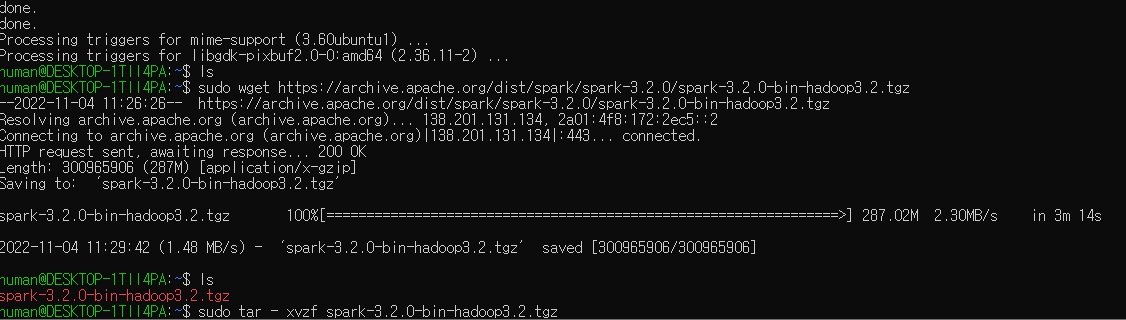 done.
done.
Processing triggers for mime-support (3.60ubuntu1) ...
Processing triggers for libgdk-pixbuf2.0-0:amd64 (2.36.11-2) ...
human@DESKTOP-1TII4PA:~$ ls
human@DESKTOP-1TII4PA:~$ sudo wget https://archive.apache.org/dist/spark/spark-3.2.0/spark-3.2.0-bin-hadoop3.2.tgz
--2022-11-04 11:26:26--  https://archive.apache.org/dist/spark/spark-3.2.0/spark-3.2.0-bin-hadoop3.2.tgz
Resolving archive.apache.org (archive.apache.org)... 138.201.131.134, 2a01:4f8:172:2ec5::2
Connecting to archive.apache.org (archive.apache.org)|138.201.131.134|:443... connected.
HTTP request sent, awaiting response... 200 OK
Length: 300965906 (287M) [application/x-gzip]
Saving to: ‘spark-3.2.0-bin-hadoop3.2.tgz’
spark-3.2.0-bin-hadoop3.2.tgz 100%[================================================================>] 287.02M 2.30MB/s in 3m 14s
2022-11-04 11:29:42 (1.48 MB/s) - ‘spark-3.2.0-bin-hadoop3.2.tgz’ saved [300965906/300965906]
human@DESKTOP-1TII4PA:~$ ls
spark-3.2.0-bin-hadoop3.2.tgz
human@DESKTOP-1TII4PA:~$ sudo tar - xvzf spark-3.2.0-bin-hadoop3.2.tgz